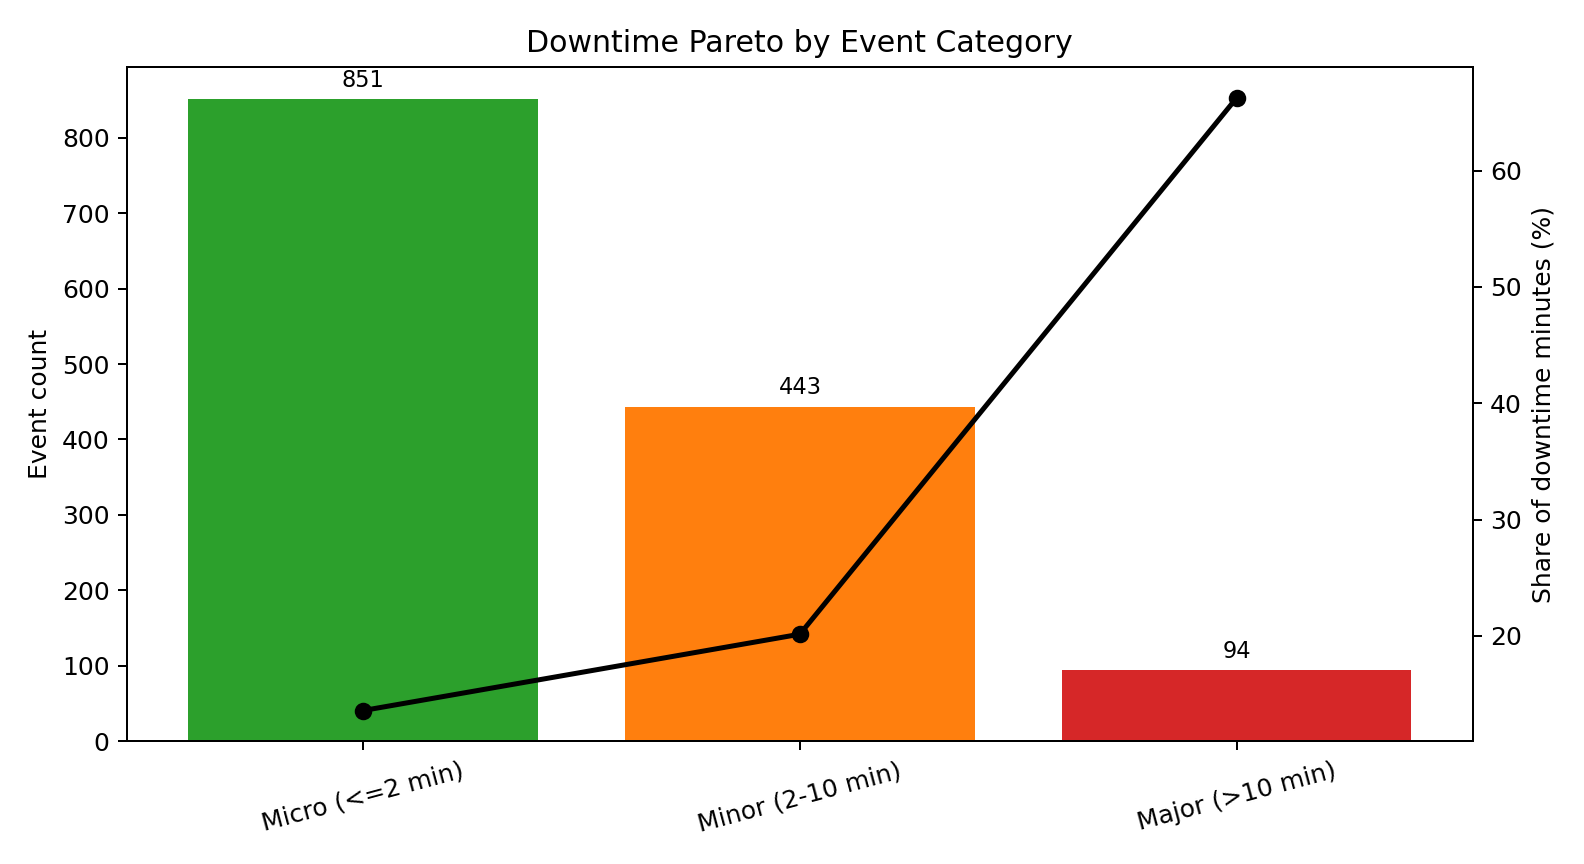 Downtime Pareto by Event Category
Event count
800
700
600
500
400
300
200
100
0
851
443
94
60
50
40
30
20
Share of downtime minutes (%)
Micro (<=2 min)
Minor (2-10 min)
Major (>10 min)